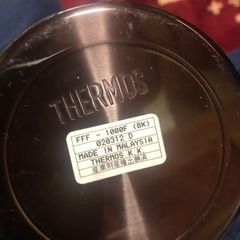 THERMOS
FFF - 1000F (BK)
020312 D
MADE IN MALAYSIA
THERMOS K.K